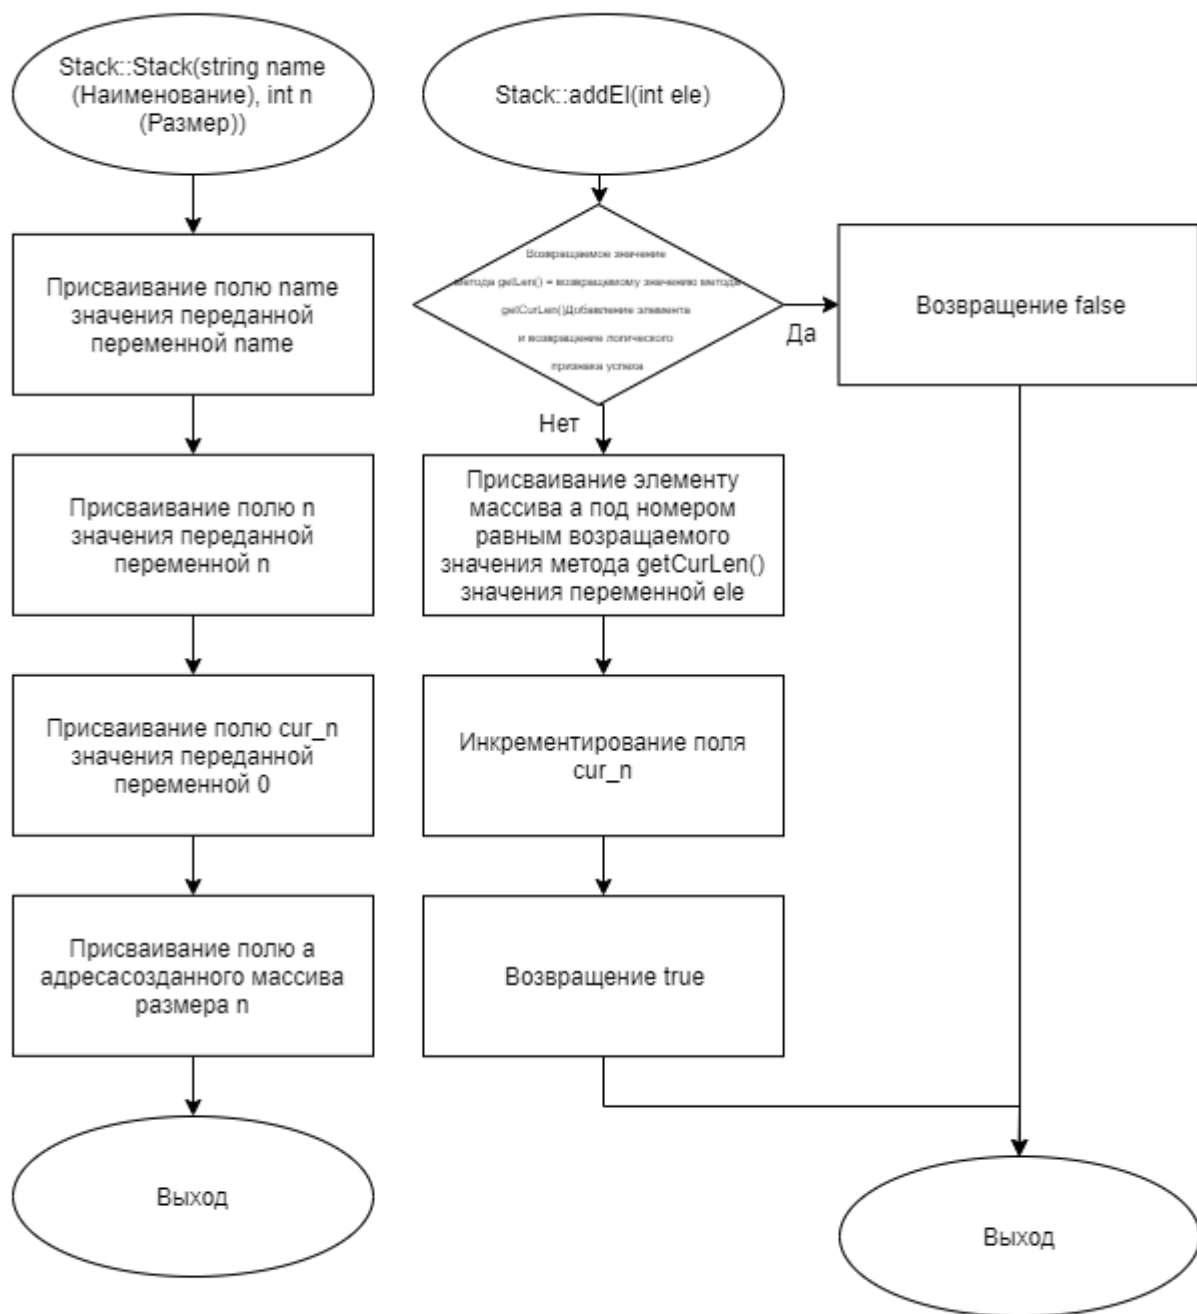 Stack::Stack(string name
(Наименование), int n
(Размер))
Присваивание полю name
значения переданной
переменной name
Присваивание полю n
значения переданной
переменной n
Присваивание полю cur_n
значения переданной
переменной 0
Присваивание полю a
адресасозданного массива
размера n
Выход
Stack::addEl(int ele)
Возвращаемое значение
метода getLen() = возвращаемому значению метода
getCurLen()Добавление элемента
и возвращение логического
признака успеха
Да
Возвращение false
Нет
Присваивание элементу
массива a под номером
равным возращаемого
значения метода getCurLen()
значения переменной ele
Инкрементирование поля
cur_n
Возвращение true
Выход